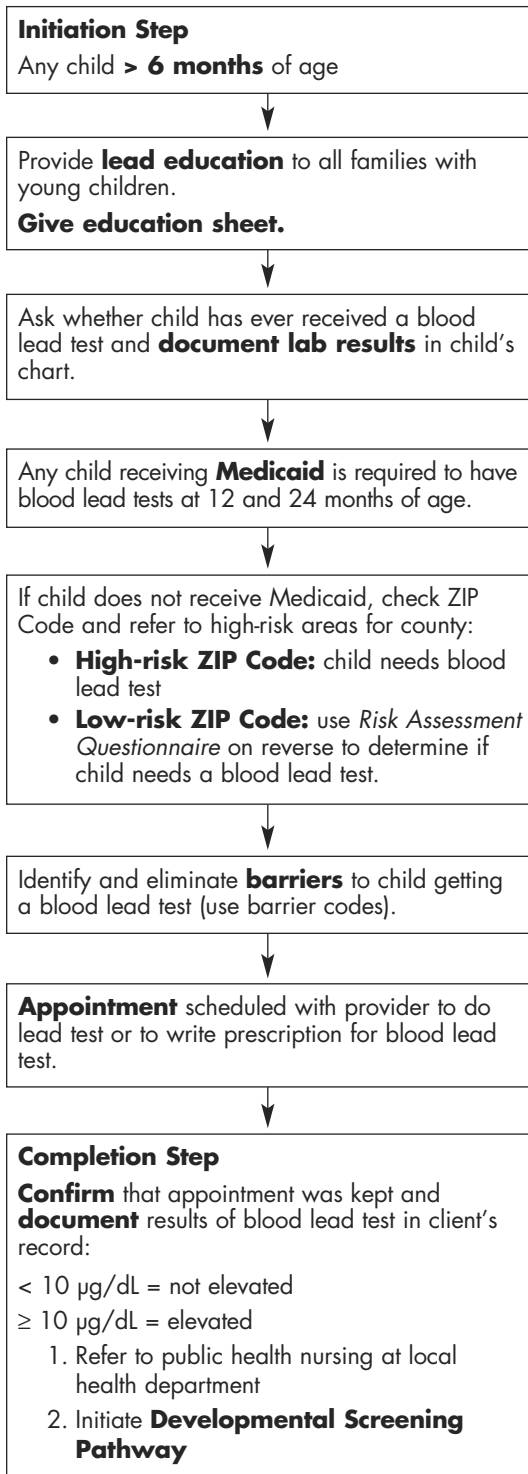 Initiation Step
Any child > 6 months of age
Provide lead education to all families with
young children.
Give education sheet.
Ask whether child has ever received a blood
lead test and document lab results in child's
chart.
Any child receiving Medicaid is required to have
blood lead tests at 12 and 24 months of age.
If child does not receive Medicaid, check ZIP
Code and refer to high-risk areas for county:
• High-risk ZIP Code: child needs blood
lead test
• Low-risk ZIP Code: use Risk Assessment
Questionnaire on reverse to determine if
child needs a blood lead test.
Identify and eliminate barriers to child getting
a blood lead test (use barrier codes).
Appointment scheduled with provider to do
lead test or to write prescription for blood lead
test.
Completion Step
Confirm that appointment was kept and
document results of blood lead test in client's
record:
< 10 µg/dL = not elevated
≥ 10 µg/dL = elevated
1. Refer to public health nursing at local
health department
2. Initiate Developmental Screening
Pathway